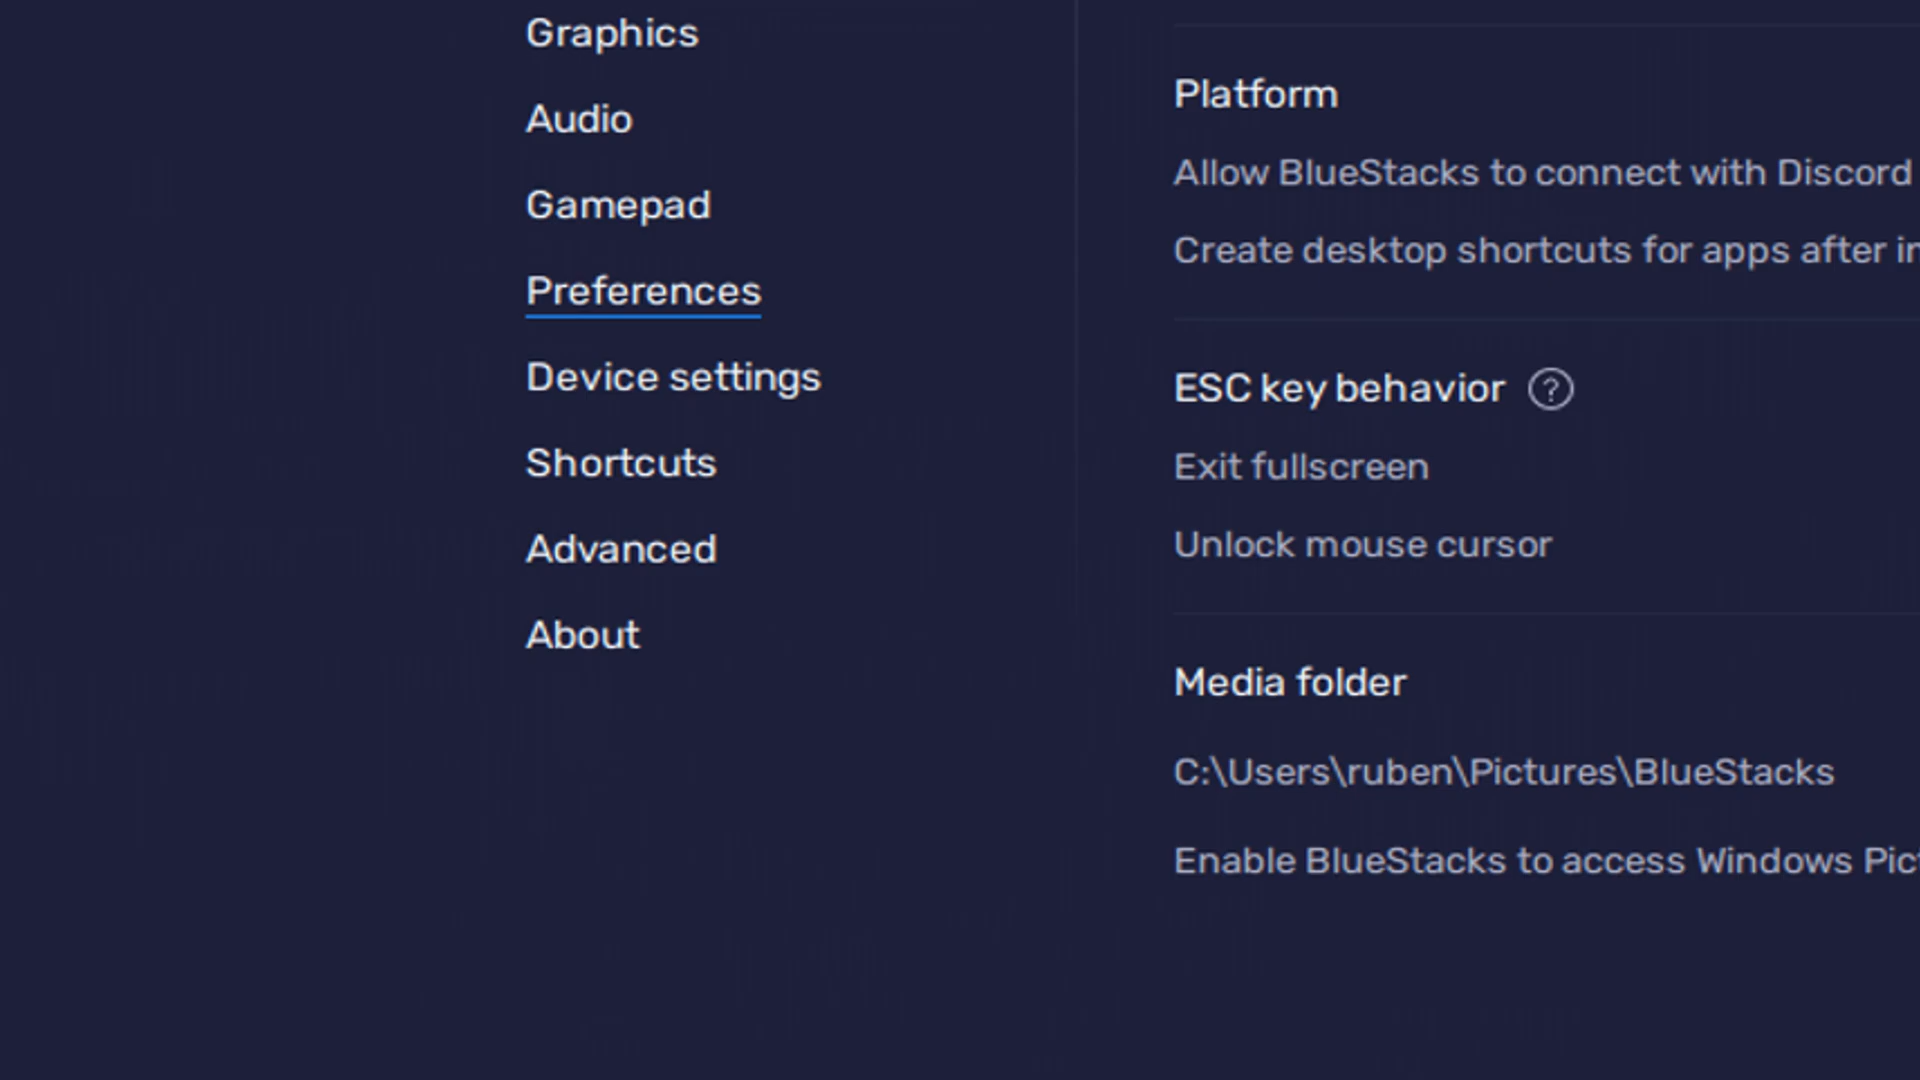 Graphics
Audio
Gamepad
Preferences
Device settings
Shortcuts
Advanced
About
Platform
Allow BlueStacks to connect with Discord
Create desktop shortcuts for apps after
ESC key behavior ?
Exit fullscreen
Unlock mouse cursor
Media folder
C:\Users\ruben\Pictures\BlueStacks
Enable BlueStacks to access Windows